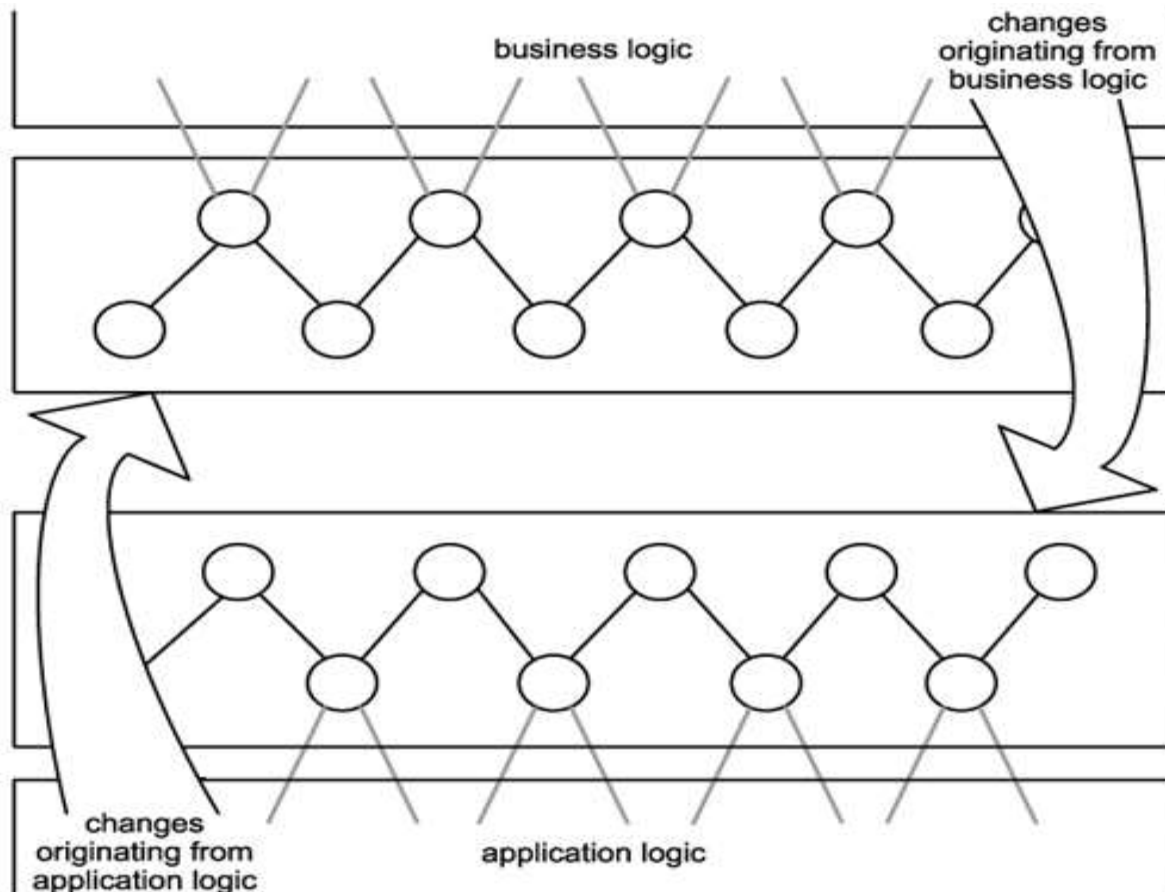 business logic
changes
originating from
business logic
changes
originating from
application logic
application logic